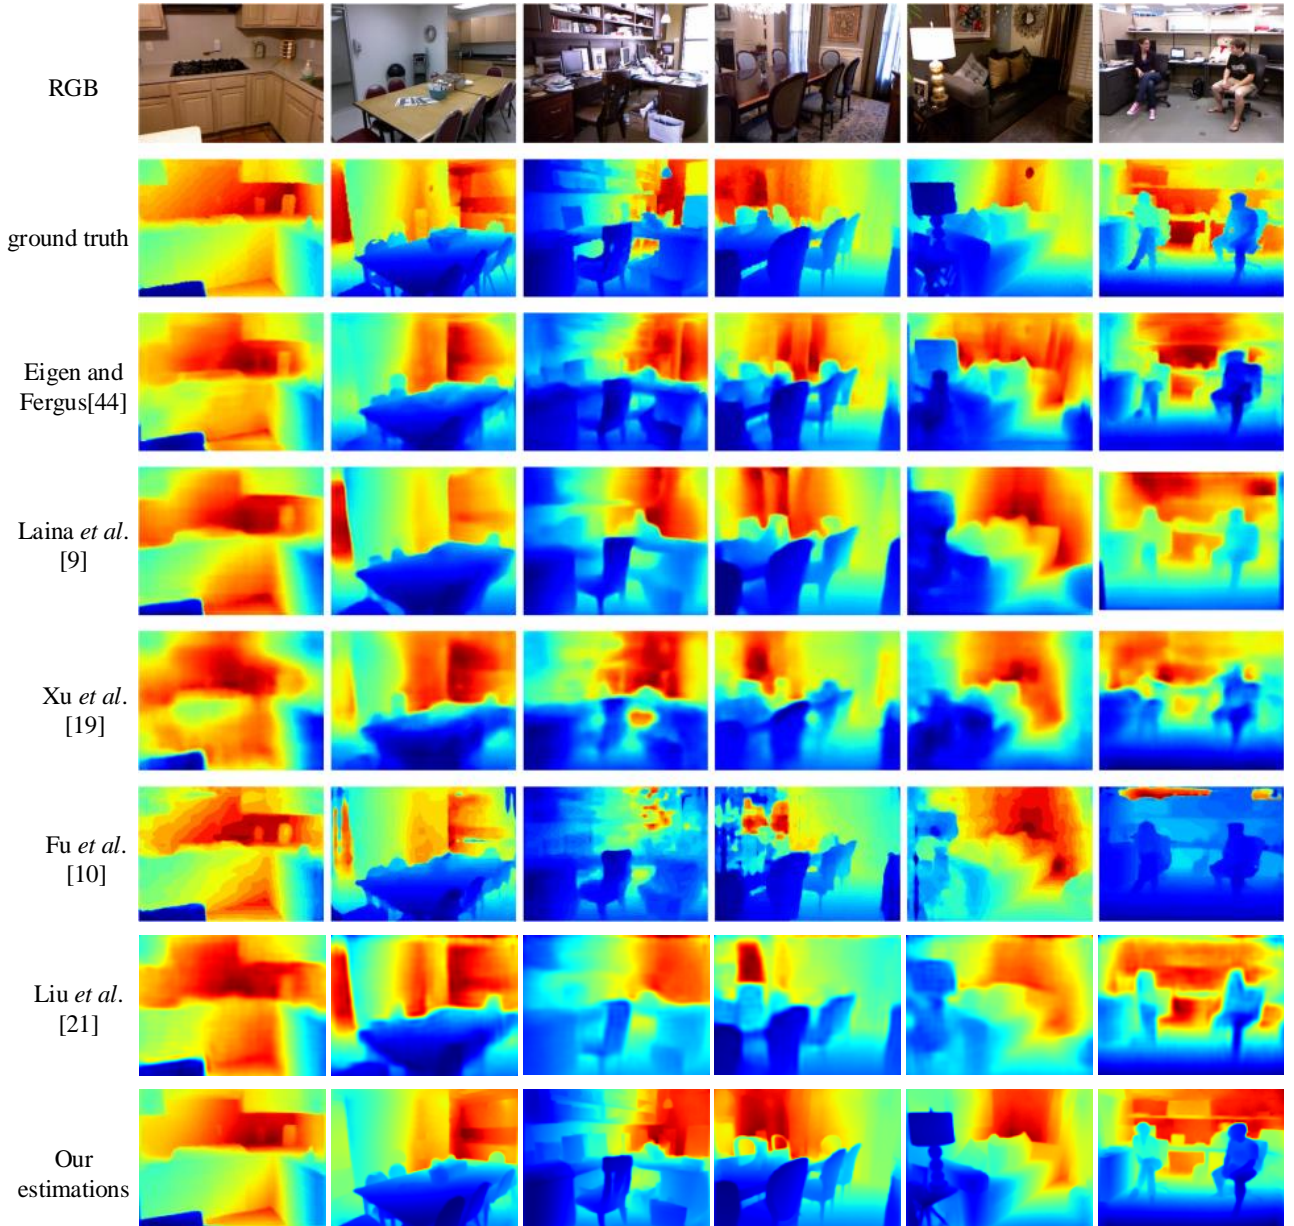 RGB
ground truth
Eigen and
Fergus[44]
Laina et al.
[9]
Xu et al.
[19]
Fu et al.
[10]
Liu et al.
[21]
Our
estimations